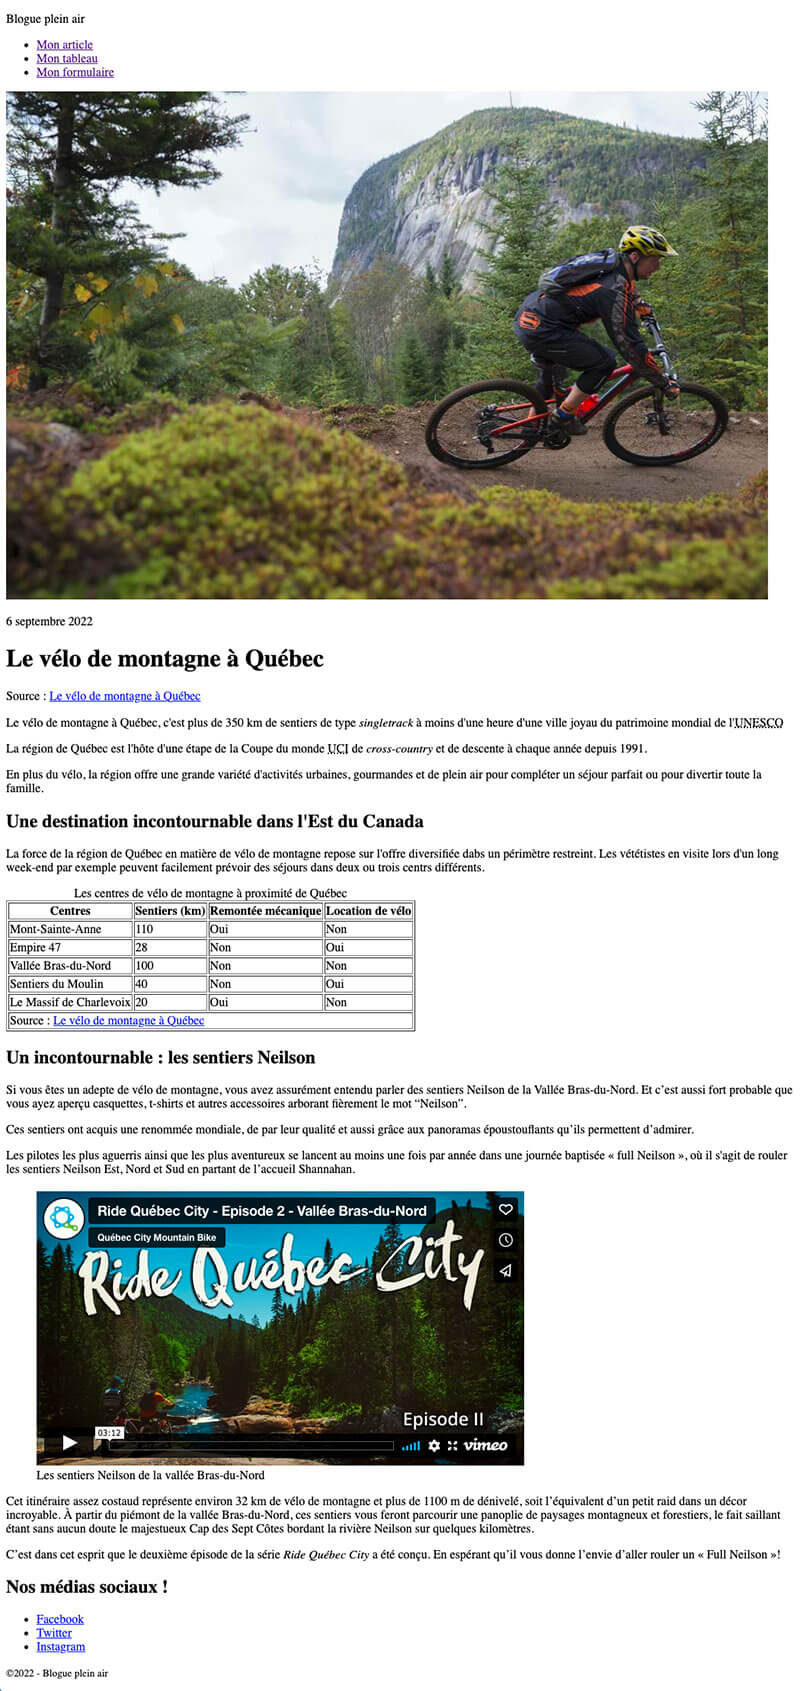 Blogue plein air
Mon article
Mon tableau
Mon formulaire
6 septembre 2022
Le vélo de montagne à Québec
Source : Le vélo de montagne à Québec
Le vélo de montagne à Québec, c'est plus de 350 km de sentiers de type singletrack à moins d'une heure d'une ville joyau du patrimoine mondial de l'UNESCO
La région de Québec est l'hôte d'une étape de la Coupe du monde UCI de cross-country et de descente à chaque année depuis 1991.
En plus du vélo, la région offre une grande variété d'activités urbaines, gourmandes et de plein air pour compléter un séjour parfait ou pour divertir toute la
famille.
Une destination incontournable dans l'Est du Canada
La force de la région de Québec en matière de vélo de montagne repose sur l'offre diversifiée dabs un périmètre restreint. Les vététistes en visite lors d'un long
week-end par exemple peuvent facilement prévoir des séjours dans deux ou trois centrs différents.
Les centres de vélo de montagne à proximité de Québec
Centres Sentiers (km) Remontée mécanique Location de vélo
Mont-Sainte-Anne 110 Oui Non
Empire 47 28 Non Oui
Vallée Bras-du-Nord 100 Non Non
Sentiers du Moulin 40 Non Oui
Le Massif de Charlevoix 20 Oui Non
Source : Le vélo de montagne à Québec
Un incontournable : les sentiers Neilson
Si vous êtes un adepte de vélo de montagne, vous avez assurément entendu parler des sentiers Neilson de la Vallée Bras-du-Nord. Et c’est aussi fort probable que
vous ayez aperçu casquettes, t-shirts et autres accessoires arborant fièrement le mot “Neilson”.
Ces sentiers ont acquis une renommée mondiale, de par leur qualité et aussi grâce aux panoramas époustouflants qu’ils permettent d’admirer.
Les pilotes les plus aguerris ainsi que les plus aventureux se lancent au moins une fois par année dans une journée baptisée « full Neilson », où il s'agit de rouler
les sentiers Neilson Est, Nord et Sud en partant de l’accueil Shannahan.
Ride Québec City - Episode 2 - Vallée Bras-du-Nord
Québec City Mountain Bike
Ride Québec City
Episode II
03:12
vimeo
Les sentiers Neilson de la vallée Bras-du-Nord
Cet itinéraire assez costaud représente environ 32 km de vélo de montagne et plus de 1100 m de dénivelé, soit l’équivalent d’un petit raid dans un décor
incroyable. À partir du piémont de la vallée Bras-du-Nord, ces sentiers vous feront parcourir une panoplie de paysages montagneux et forestiers, le fait saillant
étant sans aucun doute le majestueux Cap des Sept Côtes bordant la rivière Neilson sur quelques kilomètres.
C’est dans cet esprit que le deuxième épisode de la série Ride Québec City a été conçu. En espérant qu’il vous donne l’envie d’aller rouler un « Full Neilson »!
Nos médias sociaux !
Facebook
Twitter
Instagram
©2022 - Blogue plein air